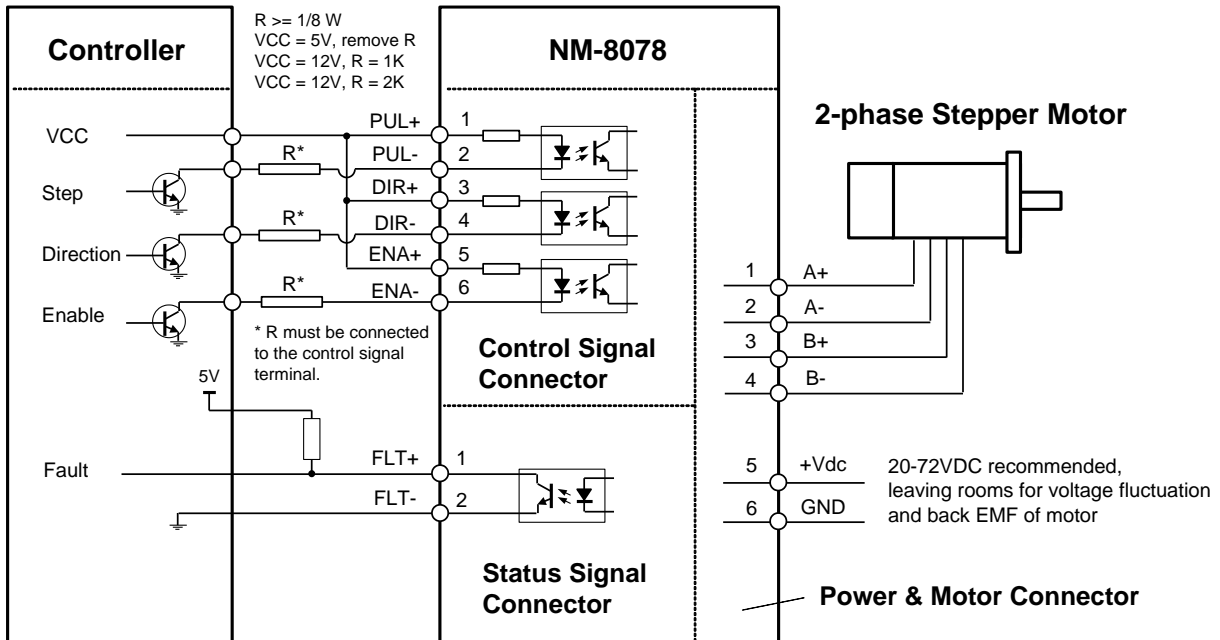 R >= 1/8 W
VCC = 5V, remove R
VCC = 12V, R = 1K
VCC = 12V, R = 2K
Controller
NM-8078
2-phase Stepper Motor
VCC
PUL+
1
R*
PUL-
2
Step
DIR+
3
R*
DIR-
4
Direction
ENA+
5
R*
ENA-
6
Enable
* R must be connected
to the control signal
terminal.
Control Signal
Connector
1
A+
2
A-
3
B+
4
B-
5V
Fault
FLT+
1
FLT-
2
5
+Vdc
6
GND
20-72VDC recommended,
leaving rooms for voltage fluctuation
and back EMF of motor
Status Signal
Connector
Power & Motor Connector